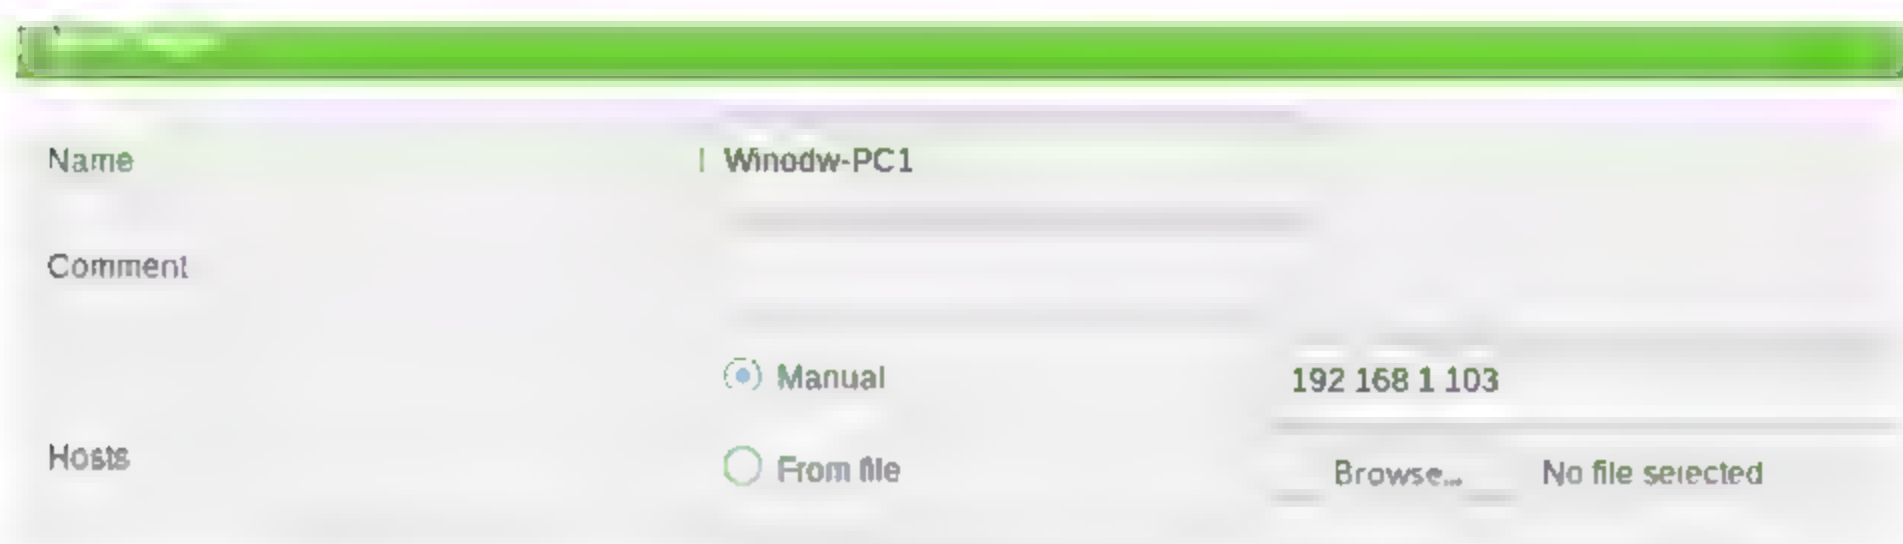 Name Winodw-PC1
Comment
Manual 192 168 1 103
Hosts
From file Browse... No file selected